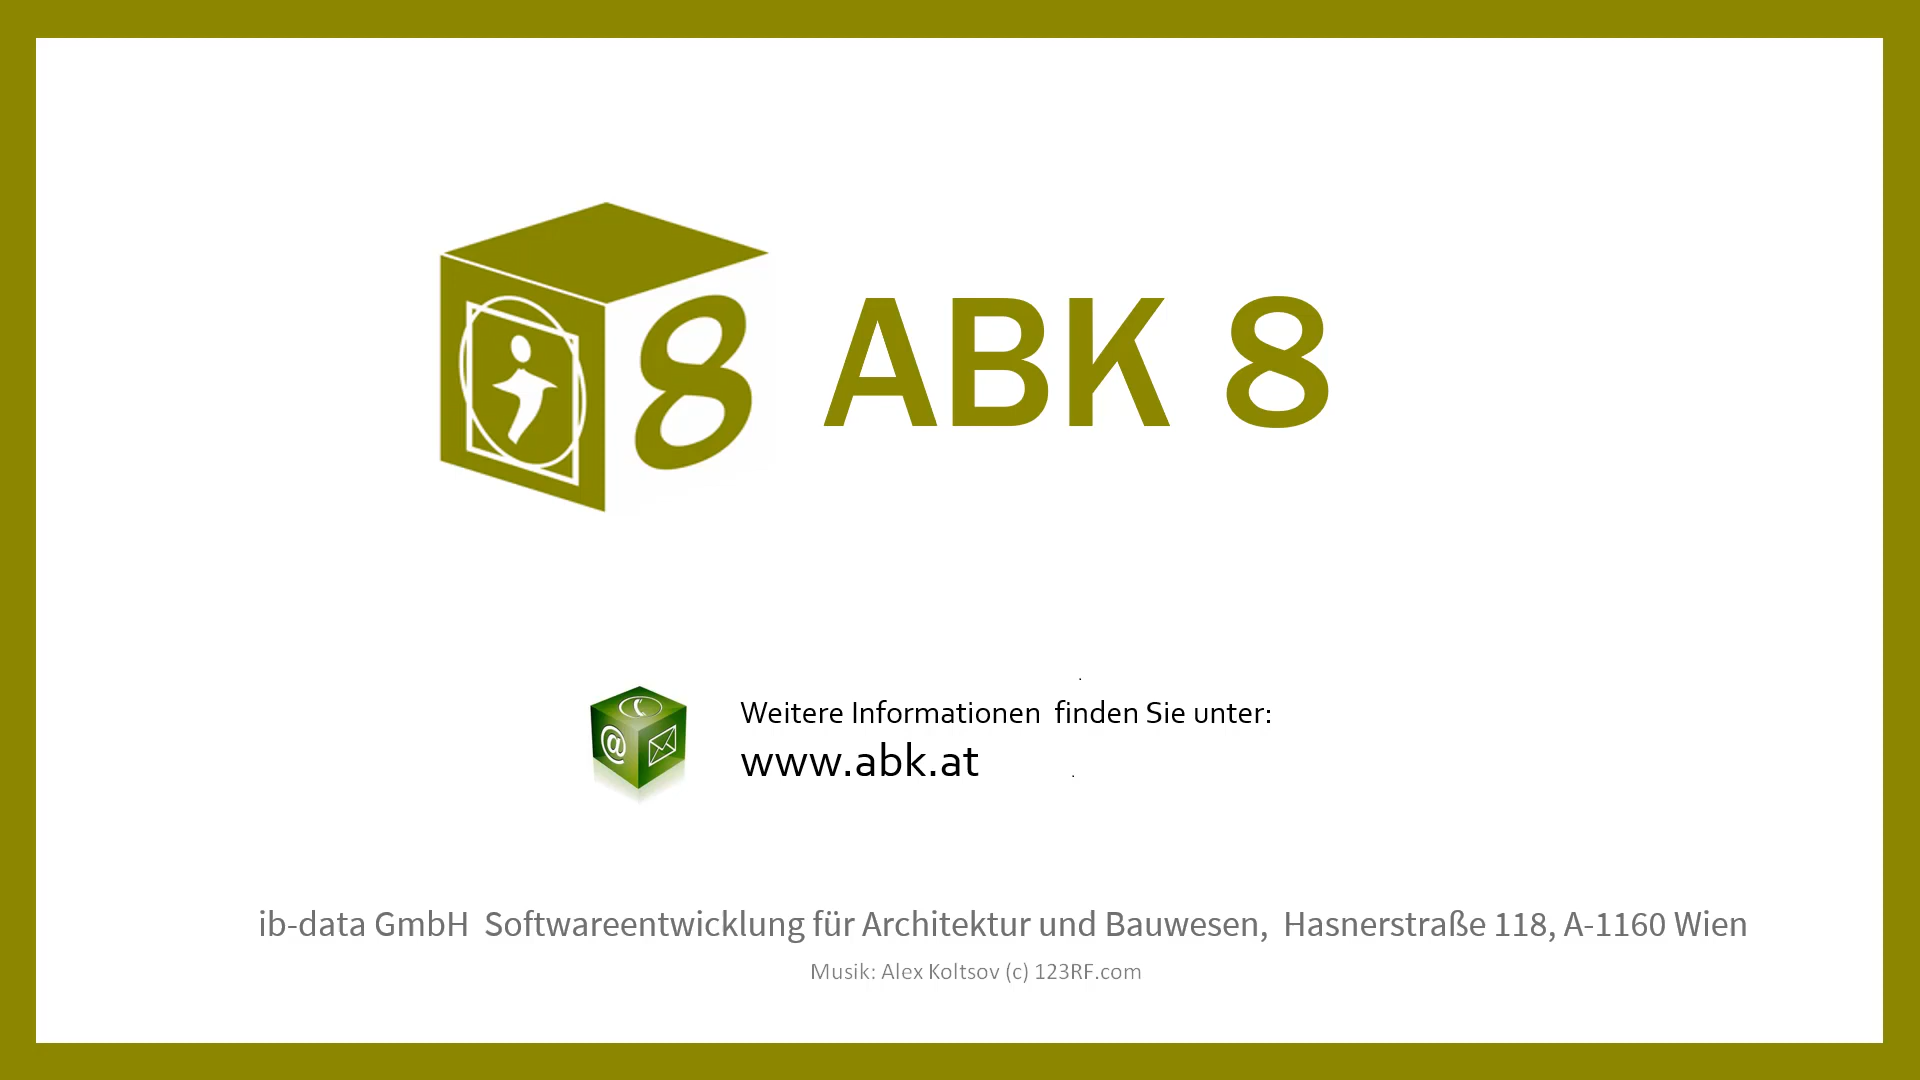 8 ABK 8
Weitere Informationen finden Sie unter:
www.abk.at
ib-data GmbH Softwareentwicklung für Architektur und Bauwesen, Hasnerstraße 118, A-1160 Wien
Musik: Alex Koltsov (c) 123RF.com